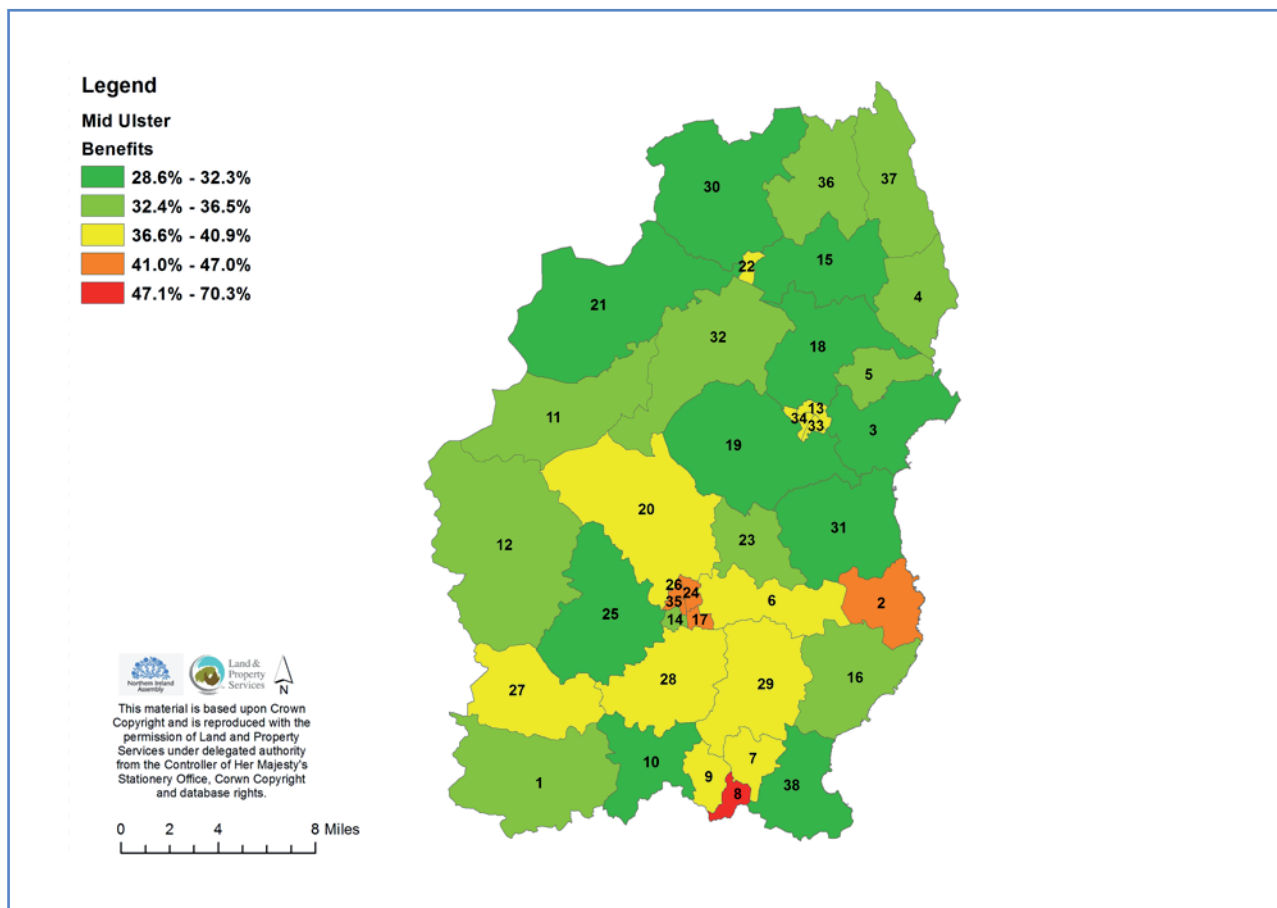 Legend
Mid Ulster
Benefits
28.6% - 32.3%
32.4% - 36.5%
36.6% - 40.9%
41.0% - 47.0%
47.1% - 70.3%
30
36
37
22
15
4
21
32
18
5
11
13
34
33
3
19
20
31
12
23
26
24
6
2
35
25
14
17
16
27
28
29
10
7
9
1
8
38
Northern Ireland
Assembly
Land &
Property
Services
N
This material is based upon Crown
Copyright and is reproduced with the
permission of Land and Property
Services under delegated authority
from the Controller of Her Majesty's
Stationery Office, Corwn Copyright
and database rights.
0 2 4 8 Miles